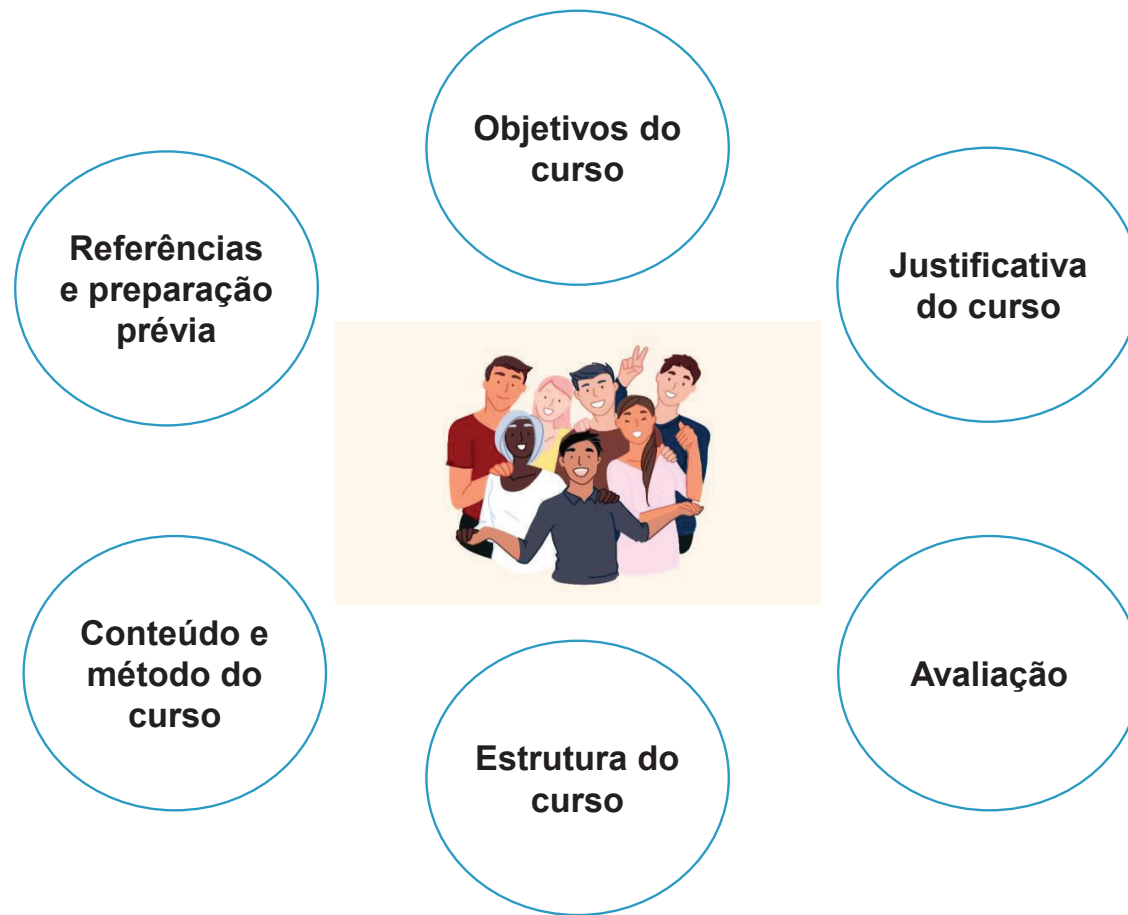 Objetivos do
curso
Referências
e preparação
prévia
Justificativa
do curso
Conteúdo e
método do
curso
Avaliação
Estrutura do
curso